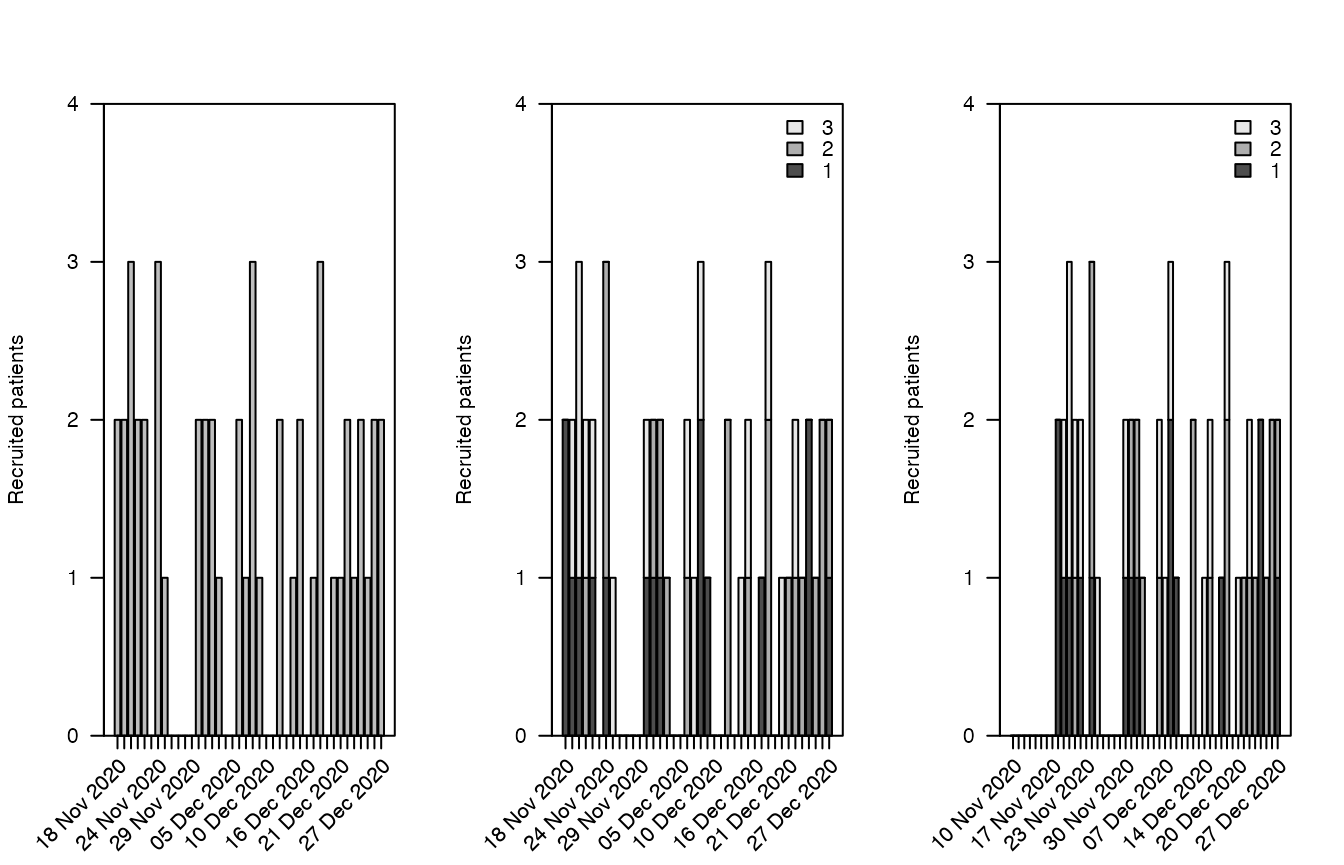 4
3
2
1
0
Recruited patients
18 Nov 2020
24 Nov 2020
29 Nov 2020
05 Dec 2020
10 Dec 2020
16 Dec 2020
21 Dec 2020
27 Dec 2020
4
3
2
1
0
Recruited patients
3
2
1
18 Nov 2020
24 Nov 2020
29 Nov 2020
05 Dec 2020
10 Dec 2020
16 Dec 2020
21 Dec 2020
27 Dec 2020
4
3
2
1
0
Recruited patients
3
2
1
10 Nov 2020
17 Nov 2020
23 Nov 2020
30 Nov 2020
07 Dec 2020
14 Dec 2020
20 Dec 2020
27 Dec 2020